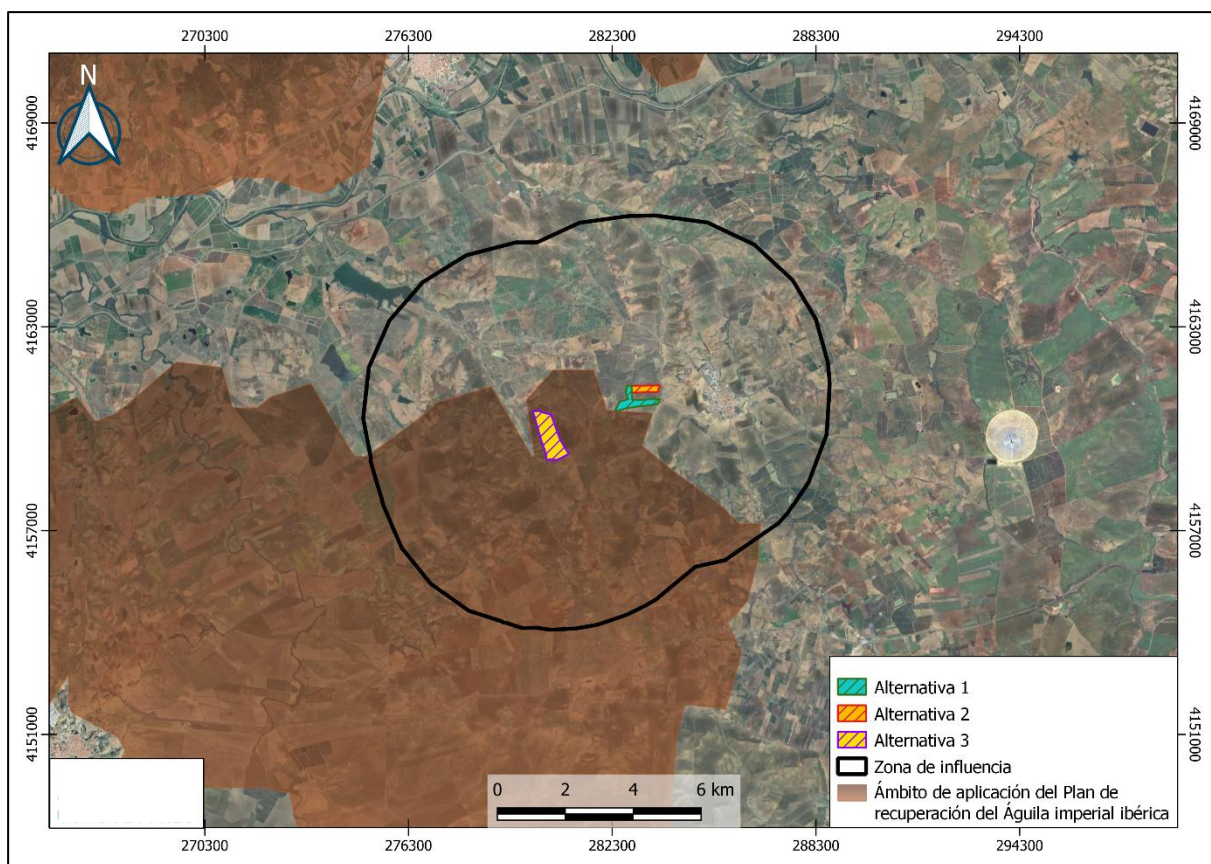 270300 276300 282300 288300 294300
N
4169000 4169000
4163000 4163000
4157000 4157000
4151000 4151000
Alternativa 1
Alternativa 2
Alternativa 3
Zona de influencia
Ámbito de aplicación del Plan de
recuperación del Águila imperial ibérica
0 2 4 6 km
270300 276300 282300 288300 294300